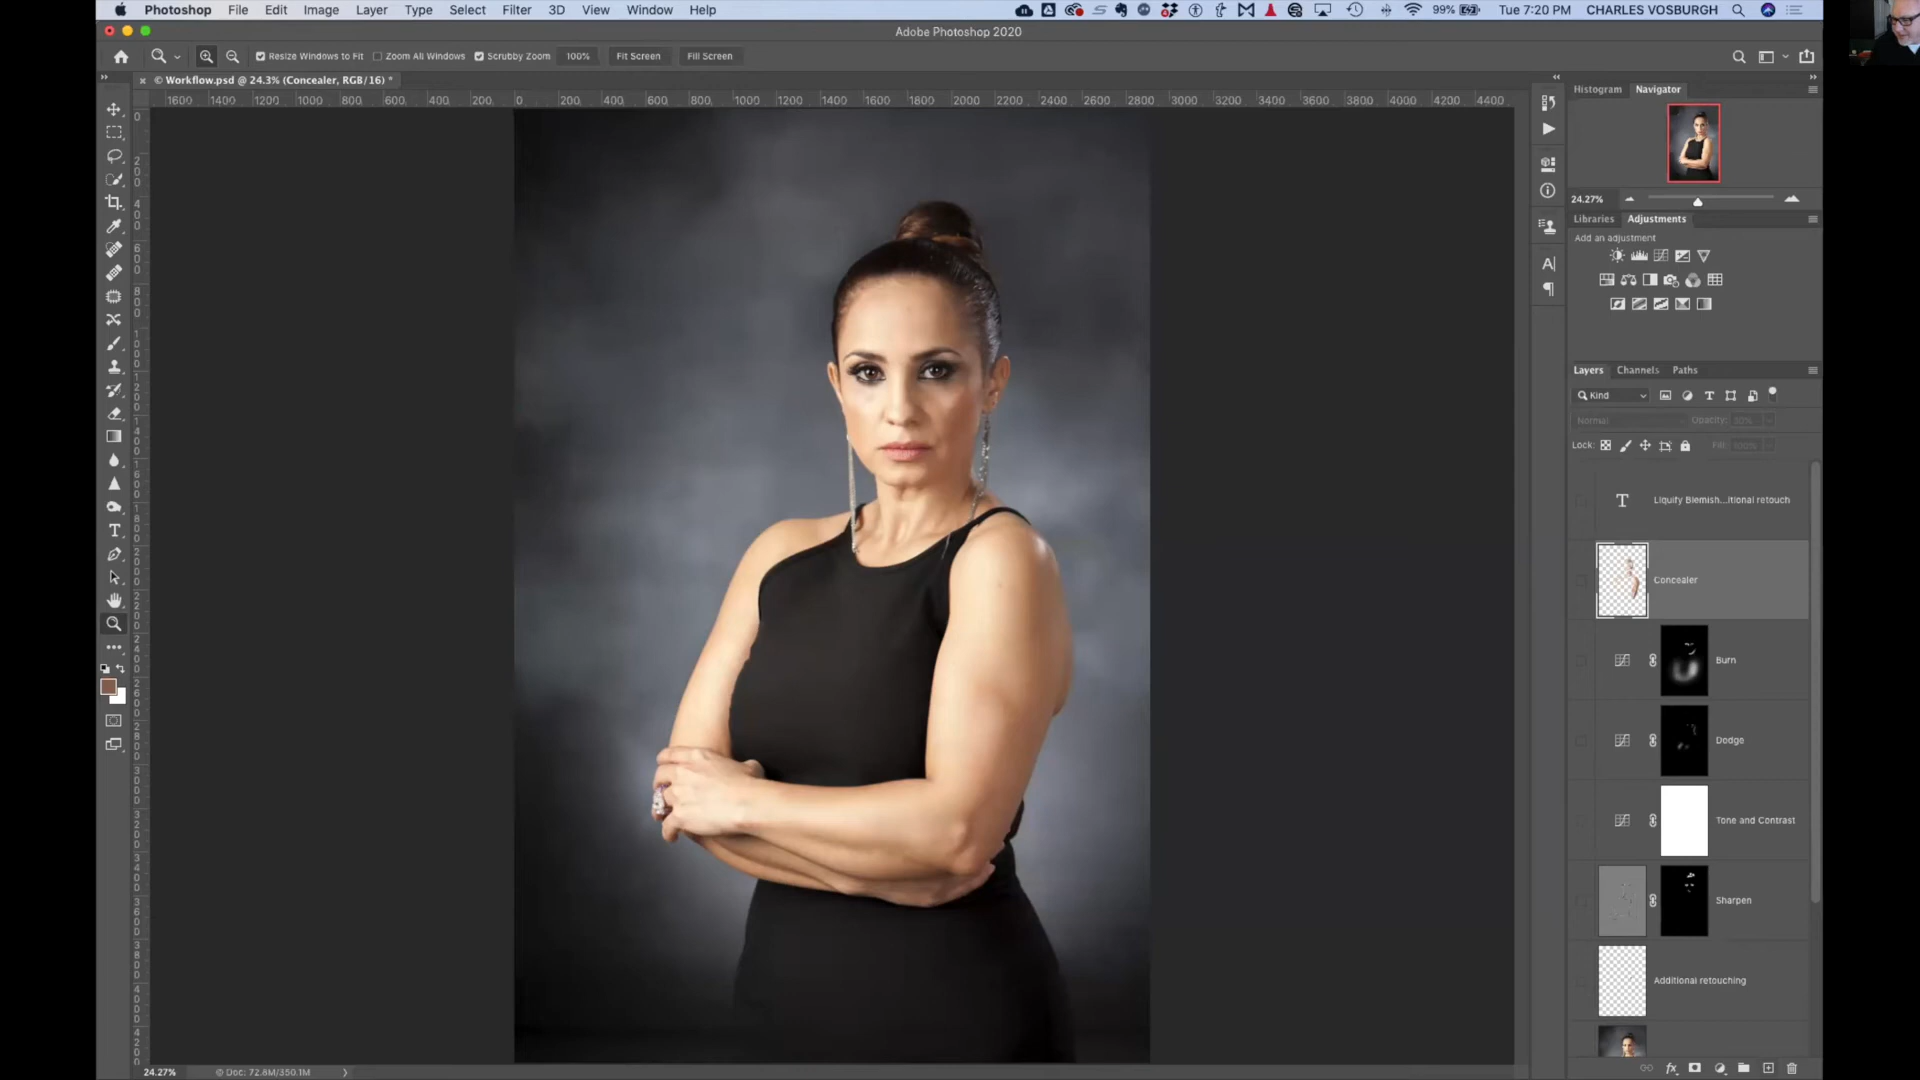 Photoshop File Edit Image Layer Type Select Filter 3D View Window Help 99% Tue 7:20 PM CHARLES VOSBURGH
Adobe Photoshop 2020
Resize Windows to Fit Zoom All Windows Scrubby Zoom 100% Fit Screen Fill Screen
© Workflow.psd @ 24.3% (Concealer, RGB/16) *
1600 1400 1200 1000 800 600 400 200 0 200 400 600 800 1000 1200 1400 1600 1800 2000 2200 2400 2600 2800 3000 3200 3400 3600 3800 4000 4200 4400
Histogram Navigator
24.27%
Libraries Adjustments
Add an adjustment
Layers Channels Paths
Kind
Normal Opacity: 50%
Lock: Fill: 100%
Liquify Blemish...itional retouch
Concealer
Burn
Dodge
Tone and Contrast
Sharpen
Additional retouching
24.27% © Doc: 72.8M/350.1M